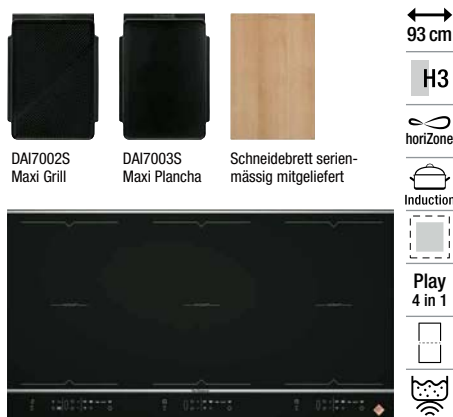 DAI7002S
Maxi Grill
DAI7003S
Maxi Plancha
Schneidebrett serien-
mässig mitgeliefert
93 cm
H3
horiZone
Induction
Play
4 in 1